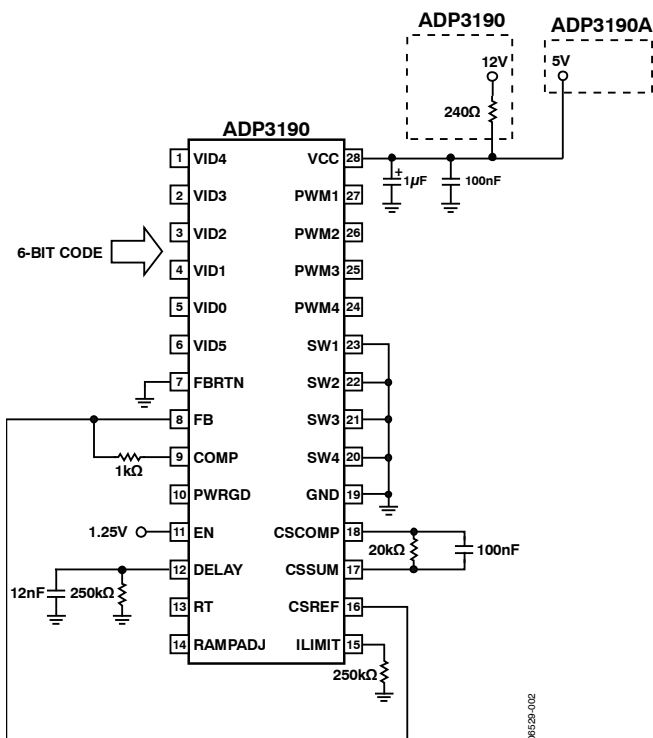 ADP3190
ADP3190A
12V
5V
240Ω
ADP3190
1 VID4 VCC 28
+
1µF
100nF
2 VID3 PWM1 27
3 VID2 PWM2 26
6-BIT CODE
4 VID1 PWM3 25
5 VID0 PWM4 24
6 VID5 SW1 23
7 FBRTN SW2 22
8 FB SW3 21
9 COMP SW4 20
1kΩ
10 PWRGD GND 19
1.25V
11 EN CSCOMP 18
20kΩ
100nF
12 DELAY CSSUM 17
12nF
250kΩ
13 RT CSREF 16
14 RAMPADJ ILIMIT 15
250kΩ
06529-002